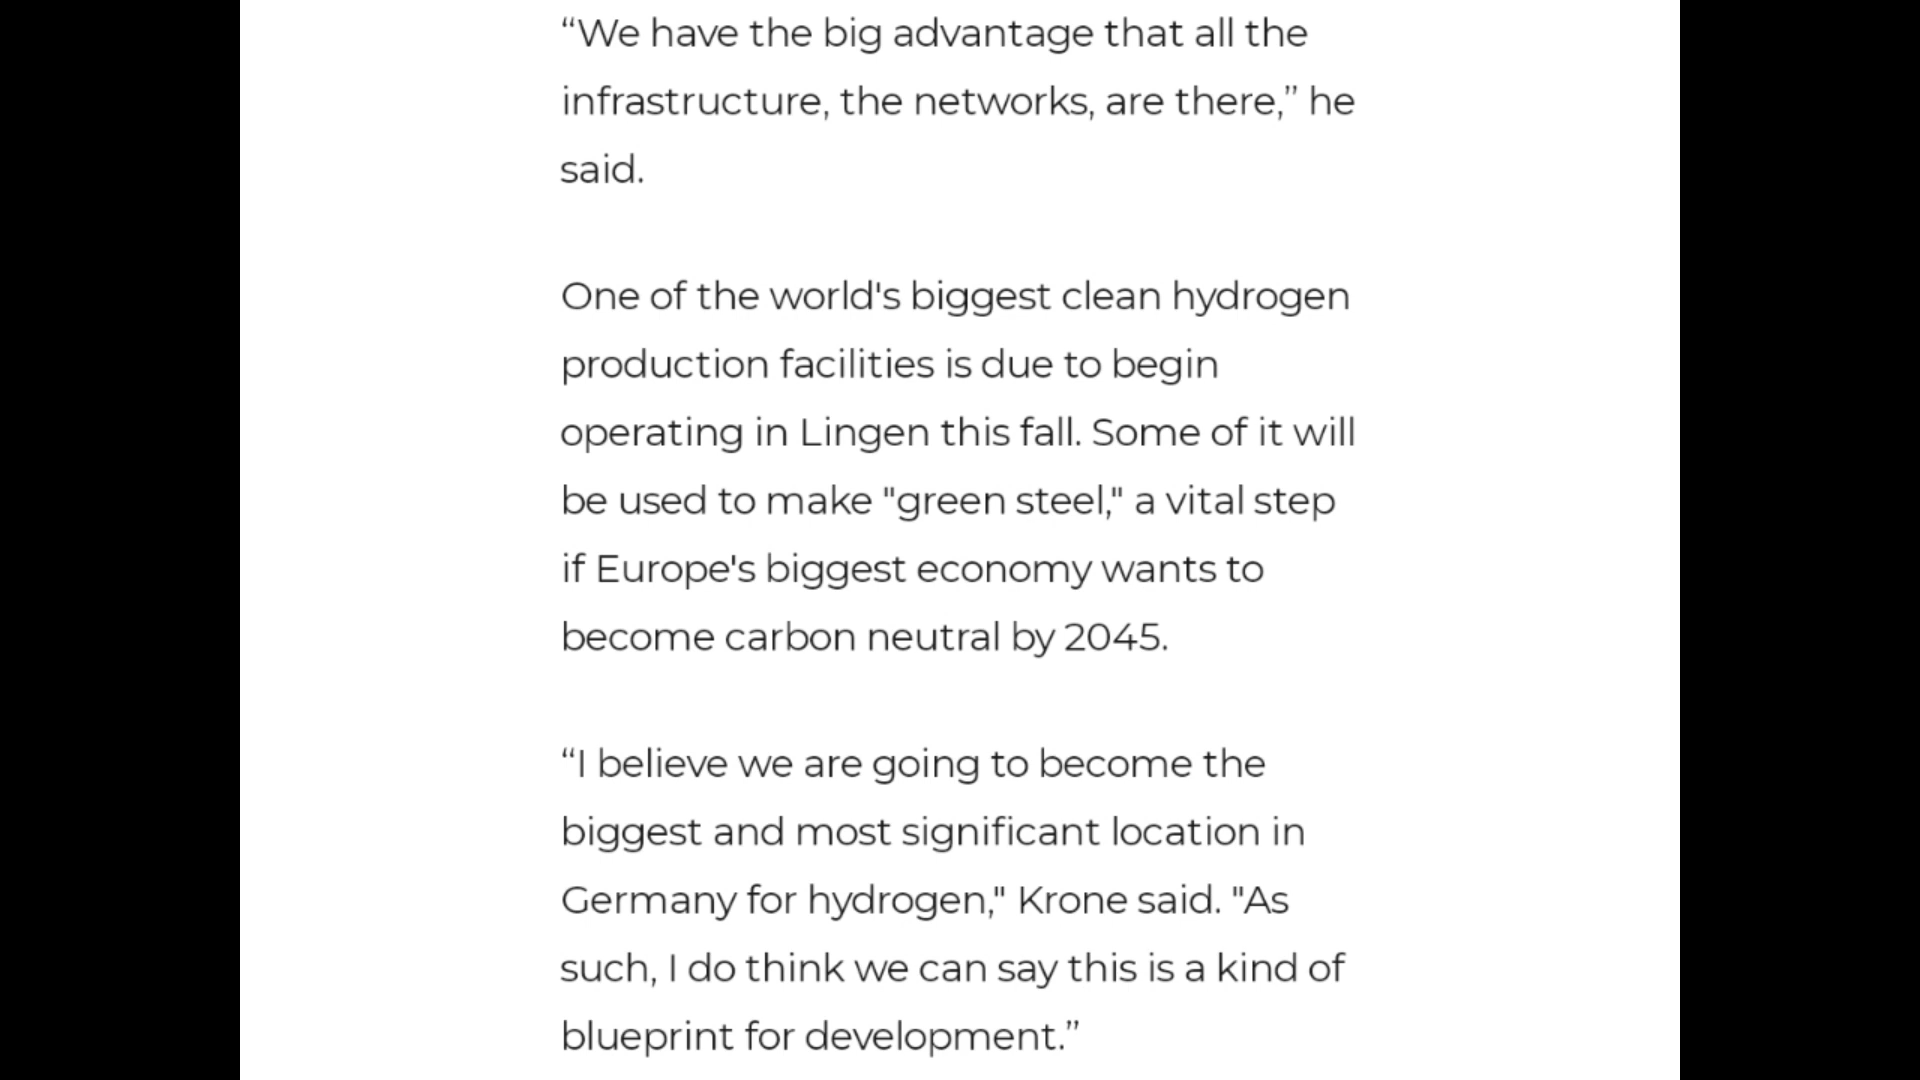 “We have the big advantage that all the
infrastructure, the networks, are there,” he
said.
One of the world's biggest clean hydrogen
production facilities is due to begin
operating in Lingen this fall. Some of it will
be used to make "green steel," a vital step
if Europe's biggest economy wants to
become carbon neutral by 2045.
“I believe we are going to become the
biggest and most significant location in
Germany for hydrogen," Krone said. "As
such, I do think we can say this is a kind of
blueprint for development.”